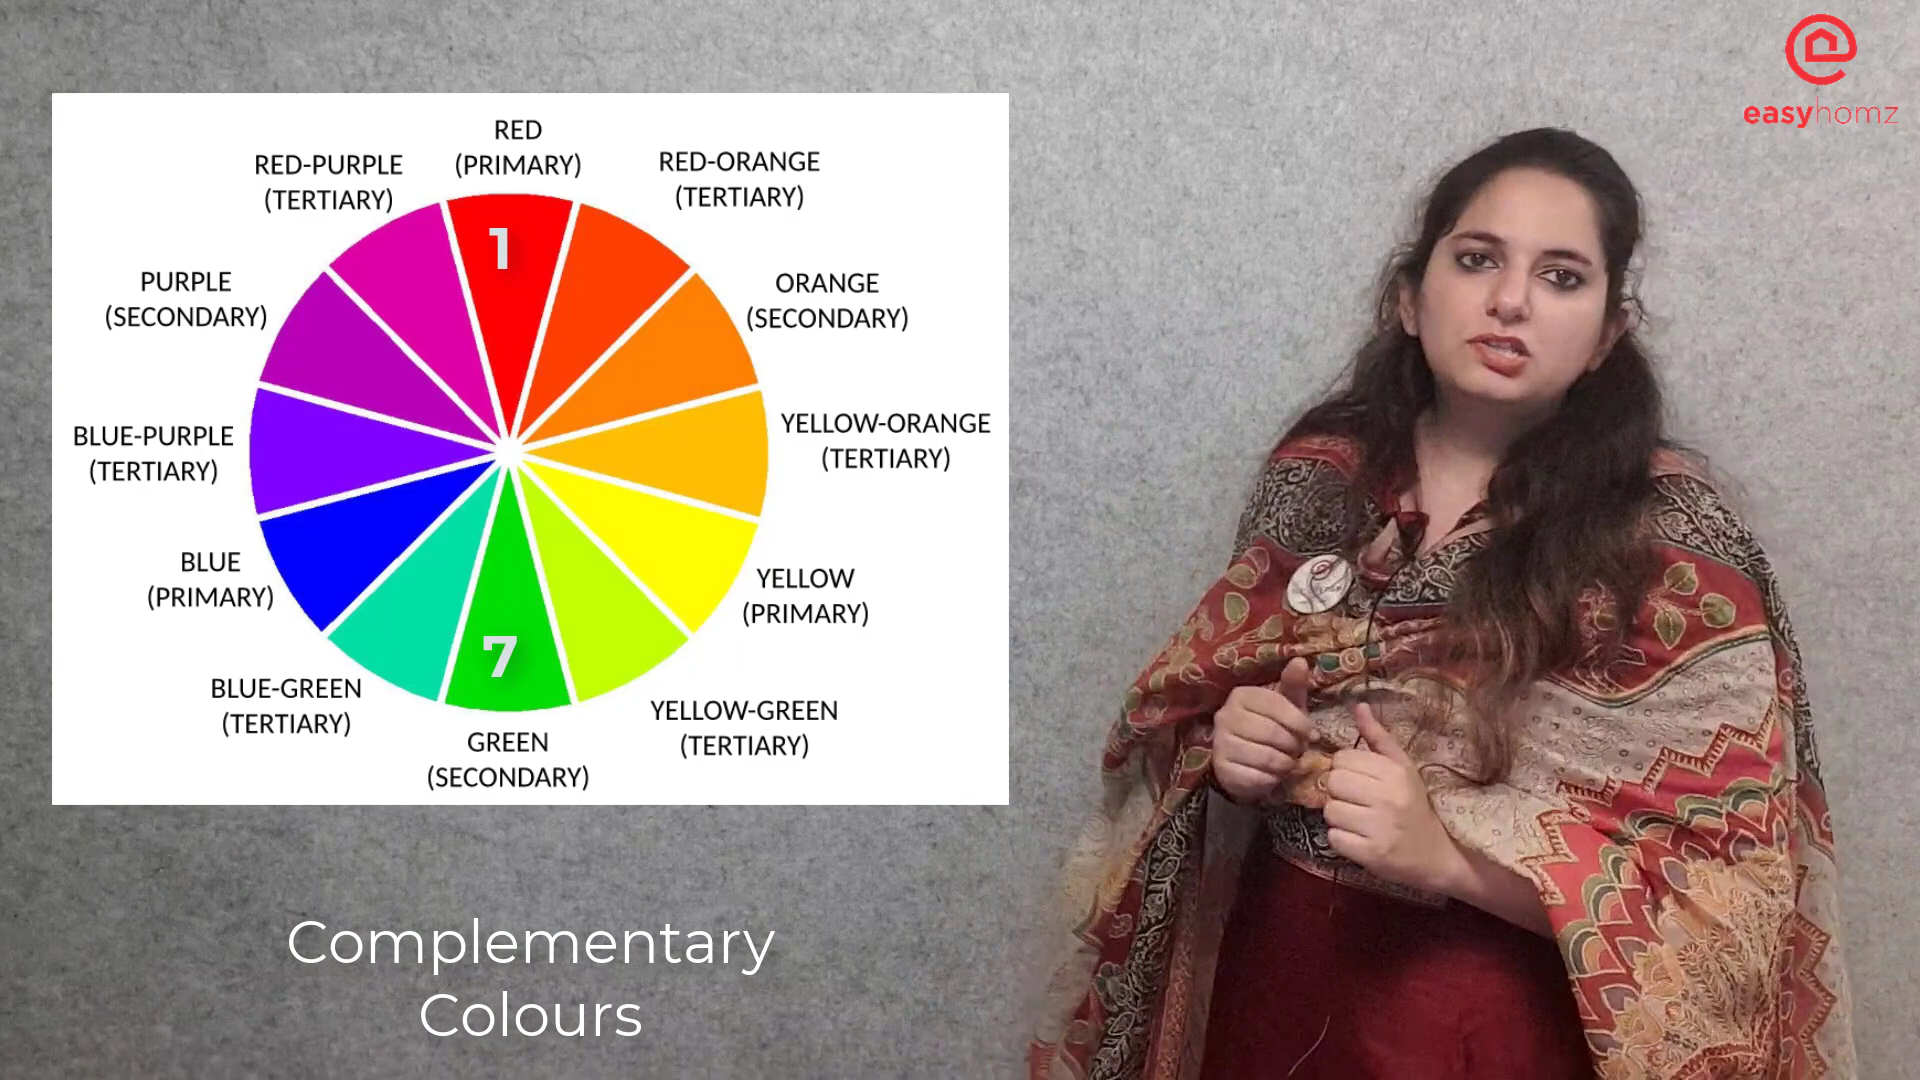 easyhomz
RED
(PRIMARY)
RED-ORANGE
(TERTIARY)
ORANGE
(SECONDARY)
YELLOW-ORANGE
(TERTIARY)
YELLOW
(PRIMARY)
YELLOW-GREEN
(TERTIARY)
GREEN
(SECONDARY)
BLUE-GREEN
(TERTIARY)
BLUE
(PRIMARY)
BLUE-PURPLE
(TERTIARY)
PURPLE
(SECONDARY)
RED-PURPLE
(TERTIARY)
1
7
Complementary
Colours